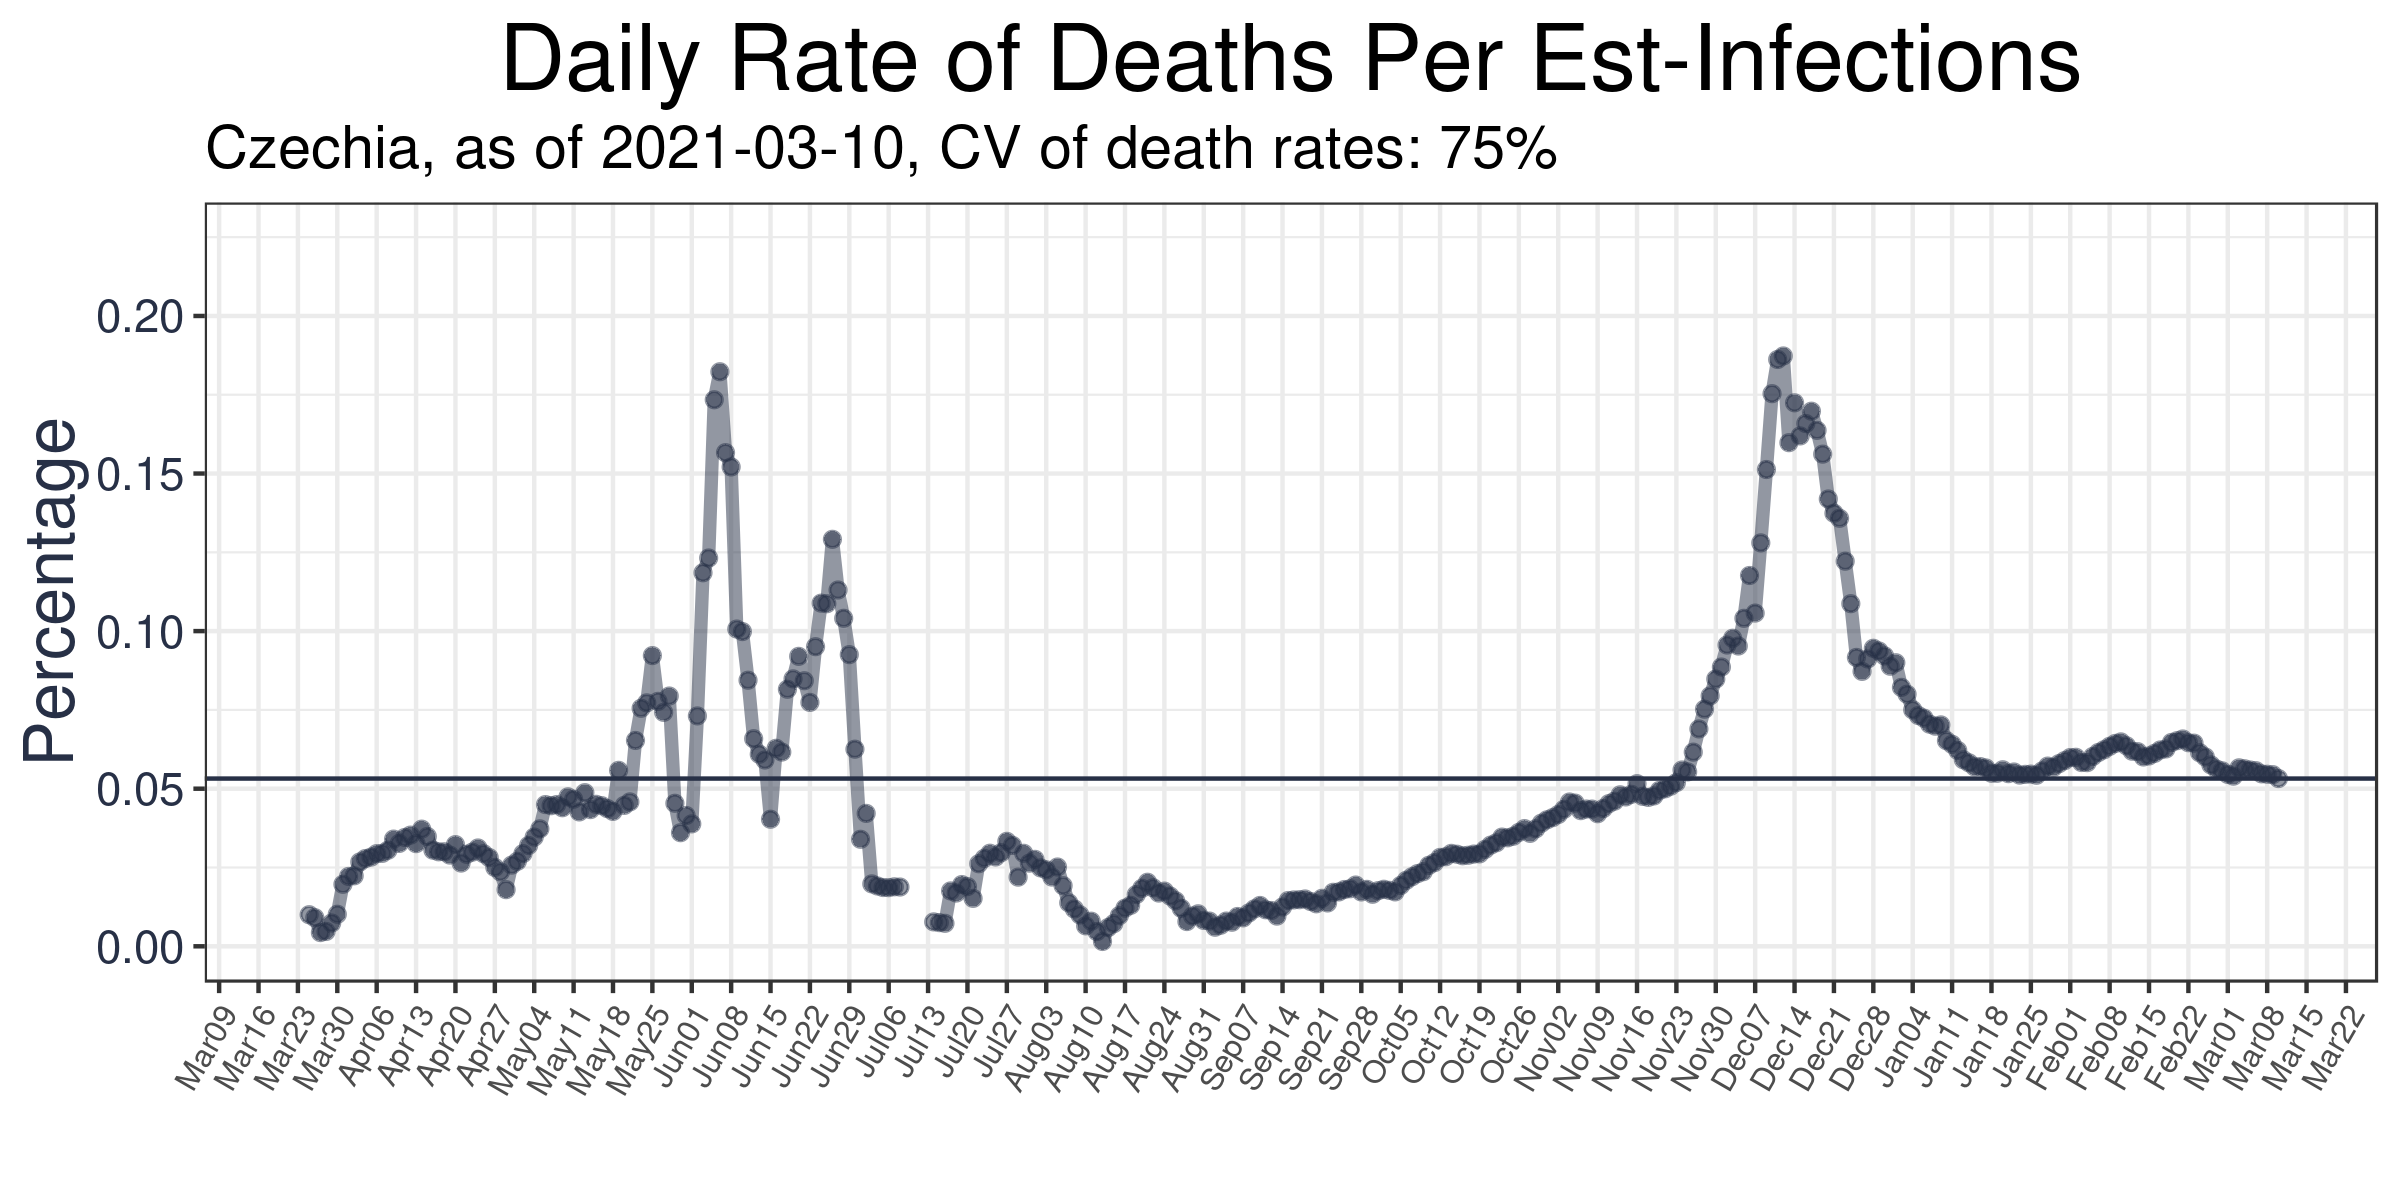 Daily Rate of Deaths Per Est-Infections
Czechia, as of 2021-03-10, CV of death rates: 75%
Percentage
0.20
0.15
0.10
0.05
0.00
Mar09
Mar16
Mar23
Mar30
Apr06
Apr13
Apr20
Apr27
May04
May11
May18
May25
Jun01
Jun08
Jun15
Jun22
Jun29
Jul06
Jul13
Jul20
Jul27
Aug03
Aug10
Aug17
Aug24
Aug31
Sep07
Sep14
Sep21
Sep28
Oct05
Oct12
Oct19
Oct26
Nov02
Nov09
Nov16
Nov23
Nov30
Dec07
Dec14
Dec21
Dec28
Jan04
Jan11
Jan18
Jan25
Feb01
Feb08
Feb15
Feb22
Mar01
Mar08
Mar15
Mar22